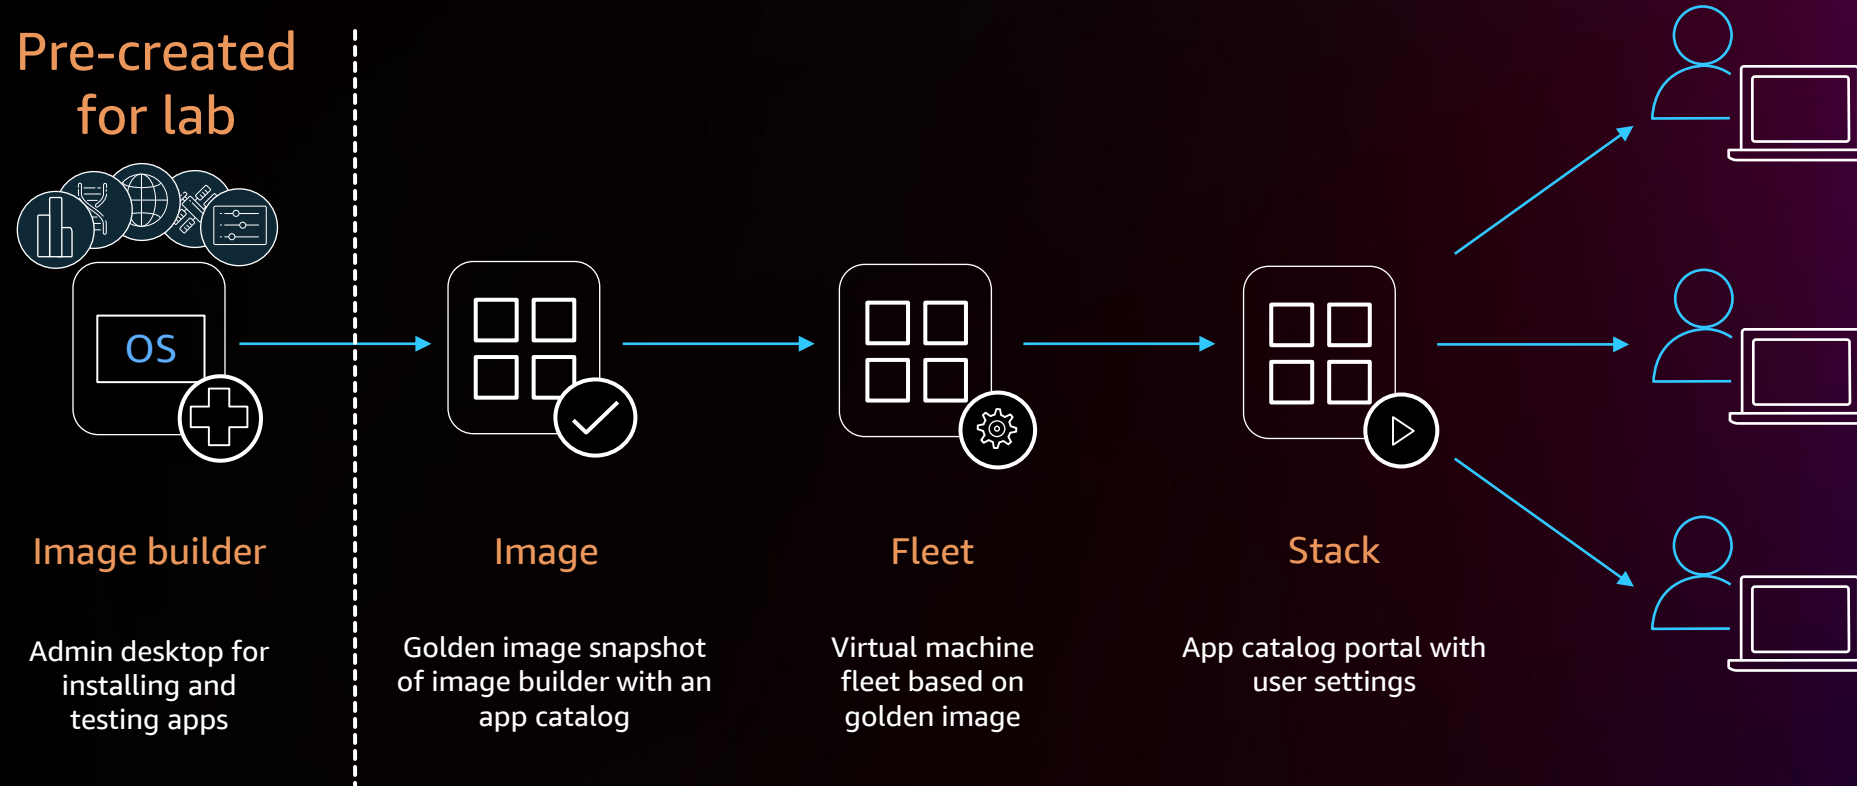 Pre-created
for lab
OS
Image builder
Admin desktop for
installing and
testing apps
Image
Golden image snapshot
of image builder with an
app catalog
Fleet
Virtual machine
fleet based on
golden image
Stack
App catalog portal with
user settings